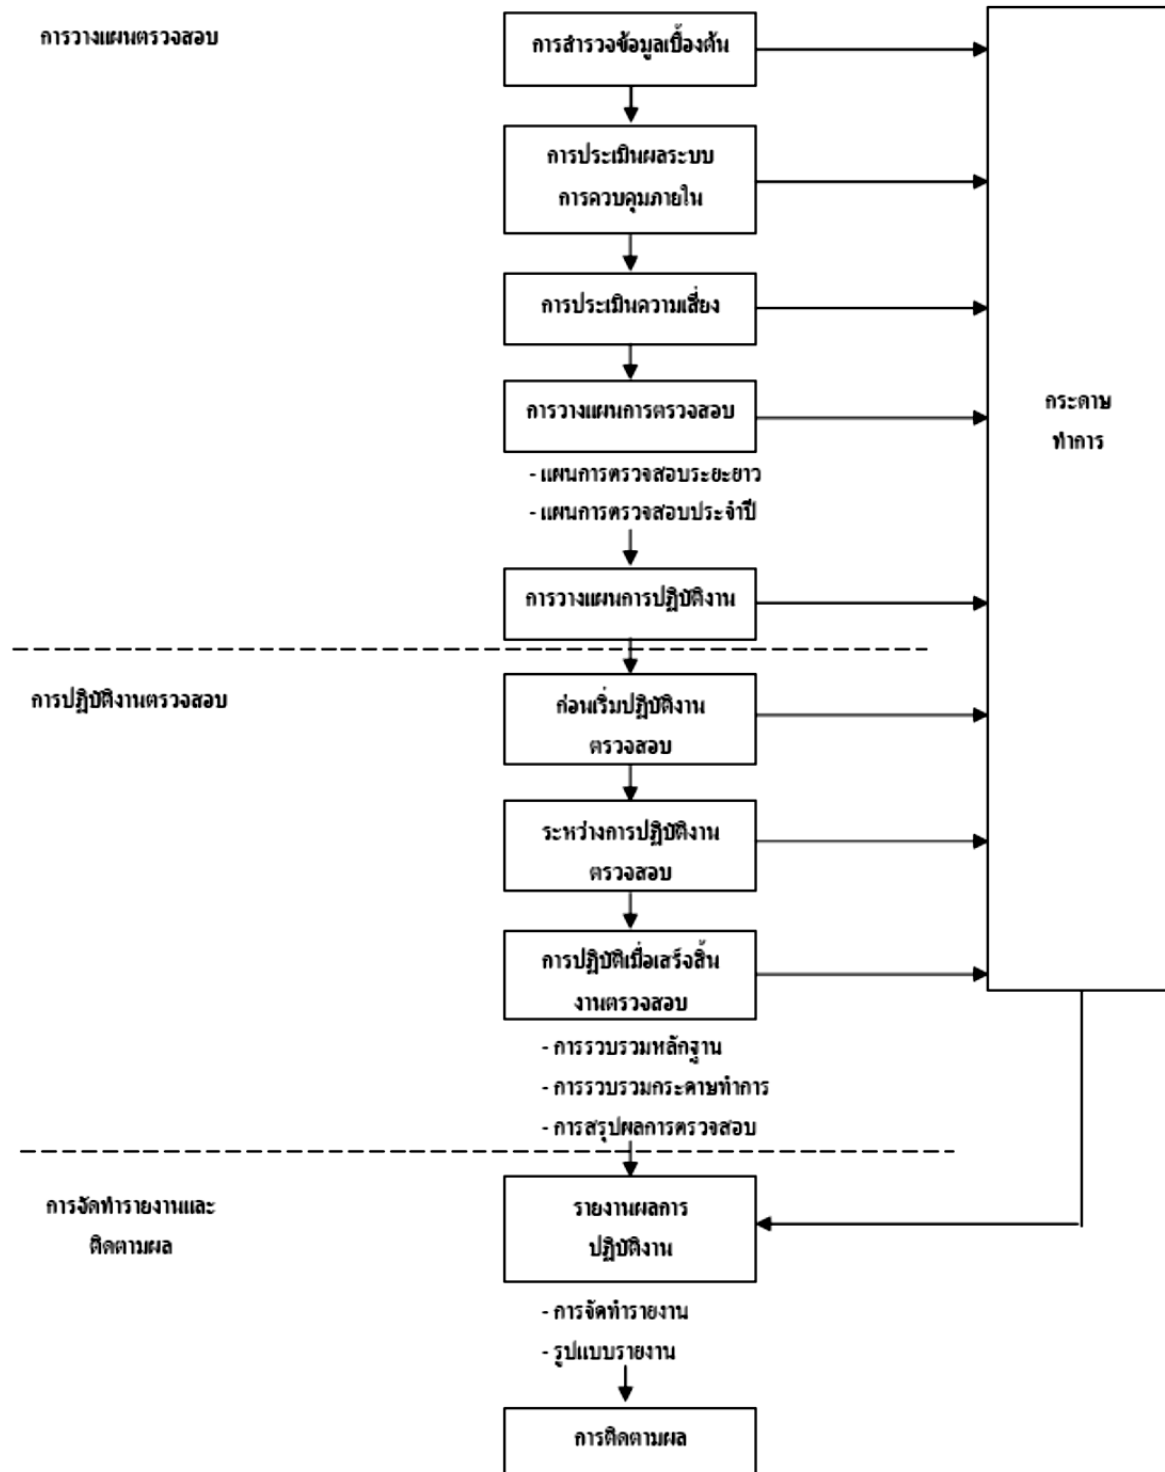 การวางแผนตรวจสอบ
การสำรวจข้อมูลเบื้องต้น
การประเมินผลระบบ
การควบคุมภายใน
การประเมินความเสี่ยง
การวางแผนการตรวจสอบ
- แผนการตรวจสอบระยะยาว
- แผนการตรวจสอบประจำปี
การวางแผนการปฏิบัติงาน
กระดาษ
ทำการ
การปฏิบัติงานตรวจสอบ
ก่อนเริ่มปฏิบัติงาน
ตรวจสอบ
ระหว่างการปฏิบัติงาน
ตรวจสอบ
การปฏิบัติเมื่อเสร็จสิ้น
งานตรวจสอบ
- การรวบรวมหลักฐาน
- การรวบรวมกระดาษทำการ
- การสรุปผลการตรวจสอบ
การจัดทำรายงานและ
ติดตามผล
รายงานผลการ
ปฏิบัติงาน
- การจัดทำรายงาน
- รูปแบบรายงาน
การติดตามผล